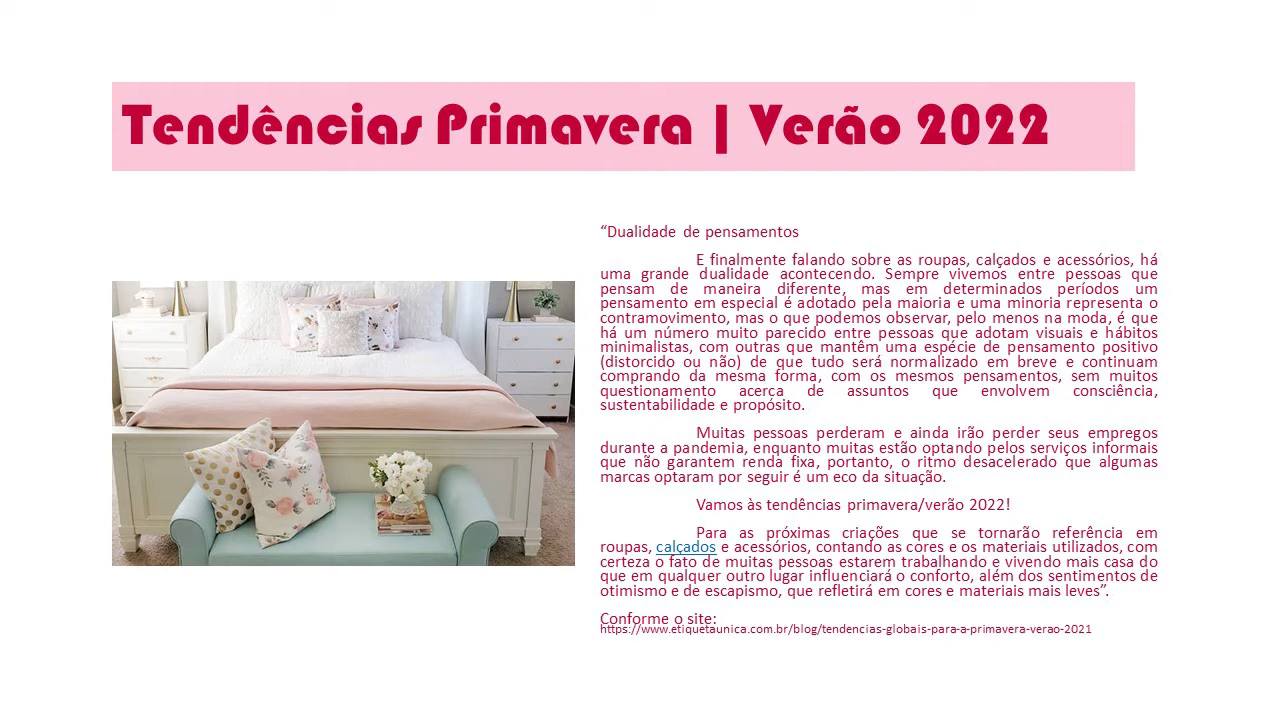 Tendências Primavera | Verão 2022
“Dualidade de pensamentos
E finalmente falando sobre as roupas, calçados e acessórios, há
uma grande dualidade acontecendo. Sempre vivemos entre pessoas que
pensam de maneira diferente, mas em determinados períodos um
pensamento em especial é adotado pela maioria e uma minoria representa o
contramovimento, mas o que podemos observar, pelo menos na moda, é que
há um número muito parecido entre pessoas que adotam visuais e hábitos
minimalistas, com outras que mantêm uma espécie de pensamento positivo
(distorcido ou não) de que tudo será normalizado em breve e continuam
comprando da mesma forma, com os mesmos pensamentos, sem muitos
questionamento acerca de assuntos que envolvem consciência,
sustentabilidade e propósito.
Muitas pessoas perderam e ainda irão perder seus empregos
durante a pandemia, enquanto muitas estão optando pelos serviços informais
que não garantem renda fixa, portanto, o ritmo desacelerado que algumas
marcas optaram por seguir é um eco da situação.
Vamos às tendências primavera/verão 2022!
Para as próximas criações que se tornarão referência em
roupas, calçados e acessórios, contando as cores e os materiais utilizados, com
certeza o fato de muitas pessoas estarem trabalhando e vivendo mais casa do
que em qualquer outro lugar influenciará o conforto, além dos sentimentos de
otimismo e de escapismo, que refletirá em cores e materiais mais leves”.
Conforme o site:
https://www.etiquetaunica.com.br/blog/tendencias-globais-para-a-primavera-verao-2021